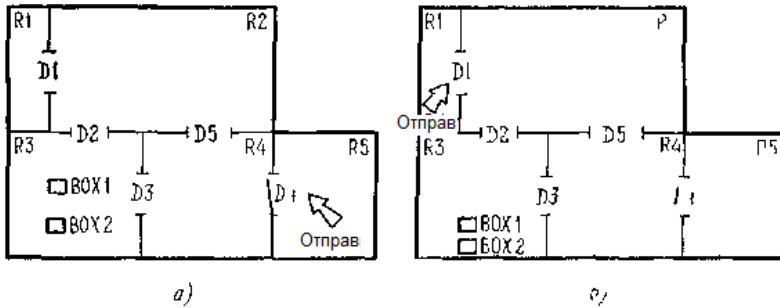 R1 R2 R1 P
D1 D1
Отправ
R3 D2 D5 R4 R5 R3 D2 D5 R4
BOX1 D3 D3
BOX2 BOX1
Отправ BOX2
а)